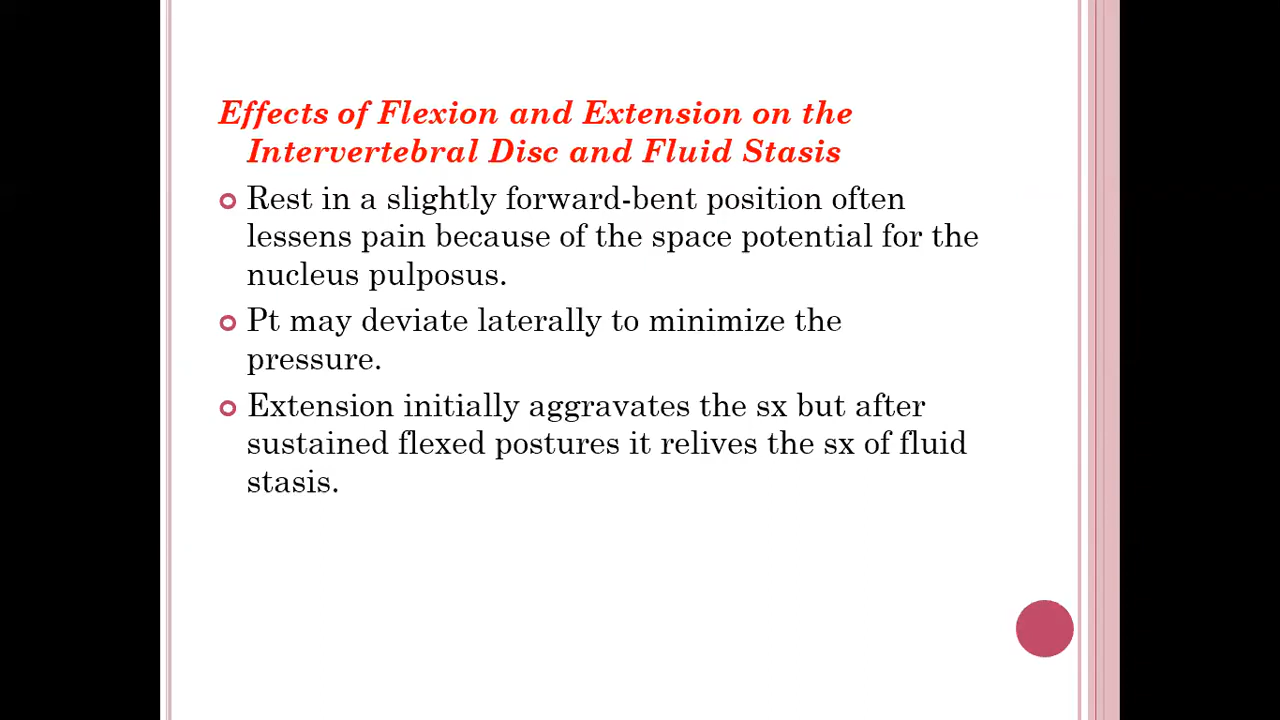 Effects of Flexion and Extension on the
Intervertebral Disc and Fluid Stasis
Rest in a slightly forward-bent position often
lessens pain because of the space potential for the
nucleus pulposus.
Pt may deviate laterally to minimize the
pressure.
Extension initially aggravates the sx but after
sustained flexed postures it relives the sx of fluid
stasis.